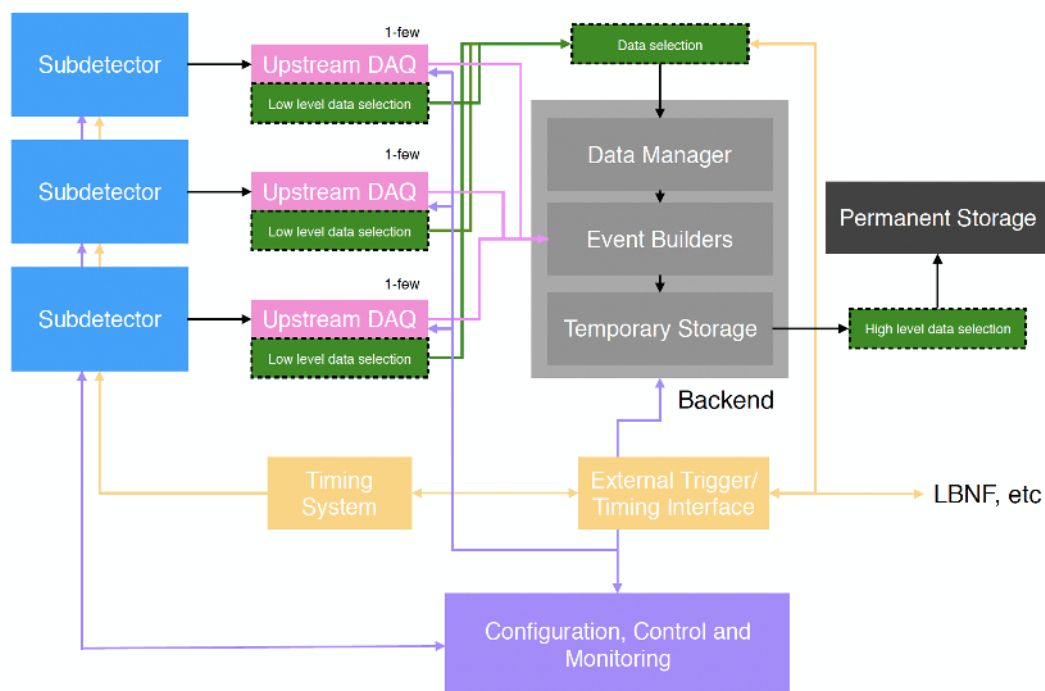 1-few
Subdetector
Upstream DAQ
Low level data selection
Data selection
1-few
Subdetector
Upstream DAQ
Low level data selection
Data Manager
Event Builders
Permanent Storage
1-few
Subdetector
Upstream DAQ
Low level data selection
Temporary Storage
High level data selection
Backend
Timing
System
External Trigger/
Timing Interface
LBNF, etc
Configuration, Control and
Monitoring